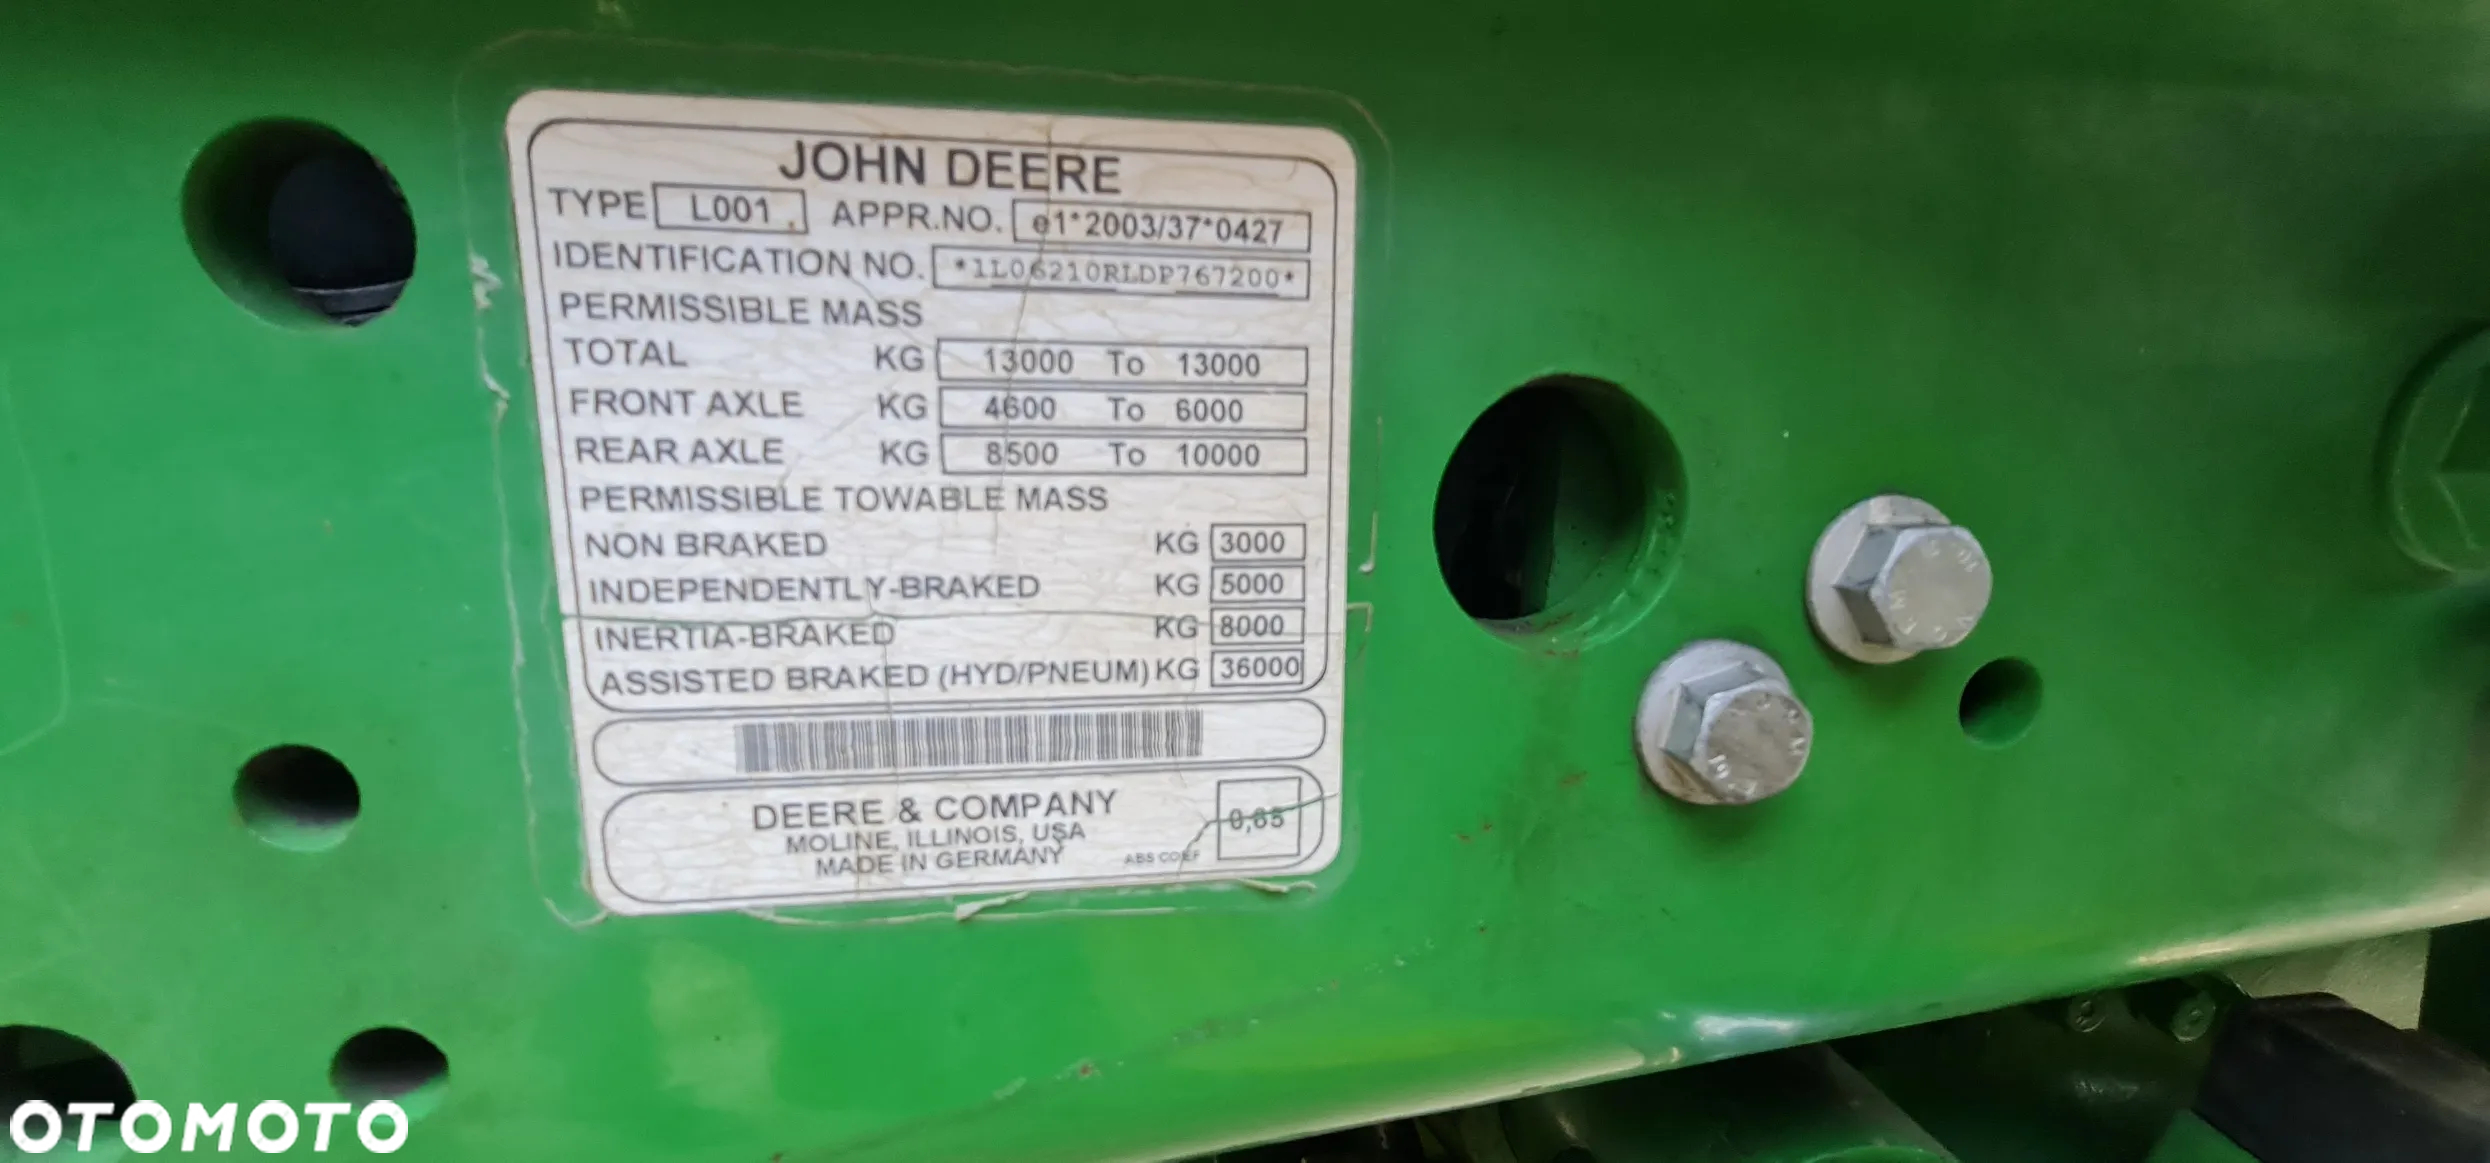 JOHN DEERE
TYPE L001 APPR.NO. e1*2003/37*0427
IDENTIFICATION NO. *1L06210RLDP767200*
PERMISSIBLE MASS
TOTAL KG 13000 To 13000
FRONT AXLE KG 4600 To 6000
REAR AXLE KG 8500 To 10000
PERMISSIBLE TOWABLE MASS
NON BRAKED KG 3000
INDEPENDENTLY-BRAKED KG 5000
INERTIA-BRAKED KG 8000
ASSISTED BRAKED (HYD/PNEUM) KG 36000
DEERE & COMPANY
MOLINE, ILLINOIS, USA
MADE IN GERMANY
ABS COEF 0,65
OTOMOTO